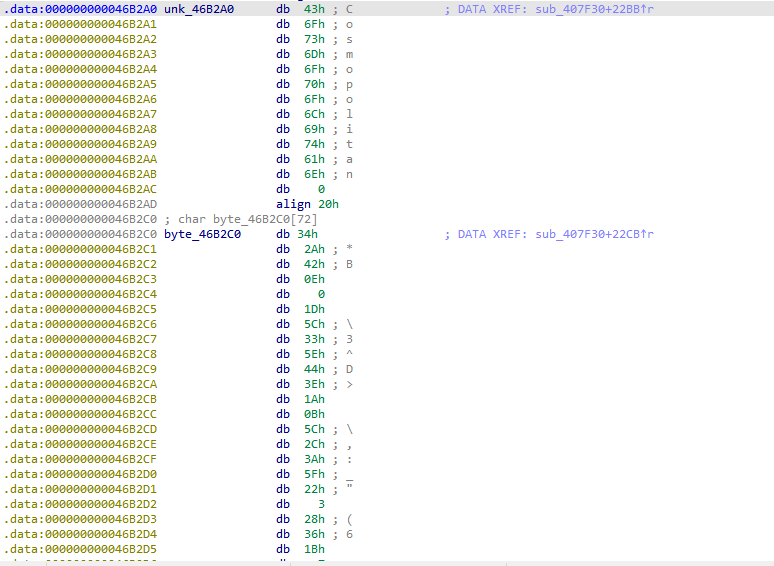 .data:000000000046B2A0 unk_46B2A0 db 43h ; C ; DATA XREF: sub_407F30+22BB↑r
.data:000000000046B2A1 db 6Fh ; o
.data:000000000046B2A2 db 73h ; s
.data:000000000046B2A3 db 6Dh ; m
.data:000000000046B2A4 db 6Fh ; o
.data:000000000046B2A5 db 70h ; p
.data:000000000046B2A6 db 6Fh ; o
.data:000000000046B2A7 db 6Ch ; l
.data:000000000046B2A8 db 69h ; i
.data:000000000046B2A9 db 74h ; t
.data:000000000046B2AA db 61h ; a
.data:000000000046B2AB db 6Eh ; n
.data:000000000046B2AC db 0
.data:000000000046B2AD align 20h
.data:000000000046B2C0 ; char byte_46B2C0[72]
.data:000000000046B2C0 byte_46B2C0 db 34h ; DATA XREF: sub_407F30+22CB↑r
.data:000000000046B2C1 db 2Ah ; *
.data:000000000046B2C2 db 42h ; B
.data:000000000046B2C3 db 0Eh
.data:000000000046B2C4 db 0
.data:000000000046B2C5 db 1Dh
.data:000000000046B2C6 db 5Ch ; \
.data:000000000046B2C7 db 33h ; 3
.data:000000000046B2C8 db 5Eh ; ^
.data:000000000046B2C9 db 44h ; D
.data:000000000046B2CA db 3Eh ; >
.data:000000000046B2CB db 1Ah
.data:000000000046B2CC db 0Bh
.data:000000000046B2CD db 5Ch ; \
.data:000000000046B2CE db 2Ch ; ,
.data:000000000046B2CF db 3Ah ; :
.data:000000000046B2D0 db 5Fh ; _
.data:000000000046B2D1 db 22h ; "
.data:000000000046B2D2 db 3
.data:000000000046B2D3 db 28h ; (
.data:000000000046B2D4 db 36h ; 6
.data:000000000046B2D5 db 1Bh